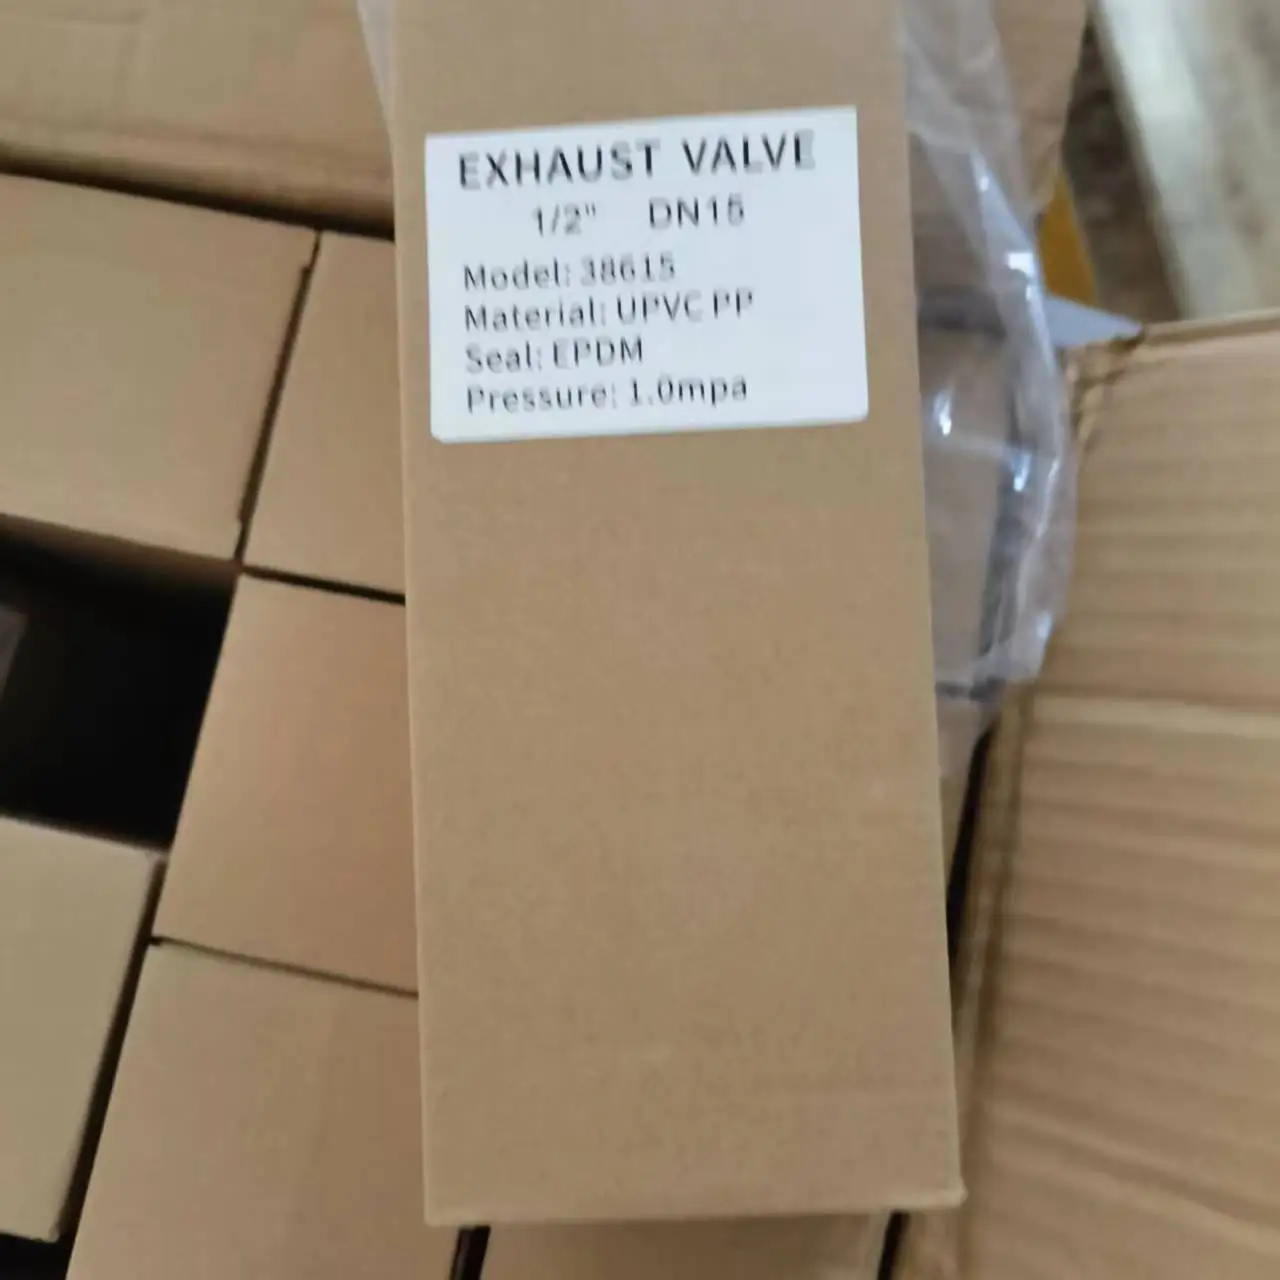 EXHAUST VALVE
1/2" DN15
Model: 38615
Material: UPVC PP
Seal: EPDM
Pressure: 1.0mpa